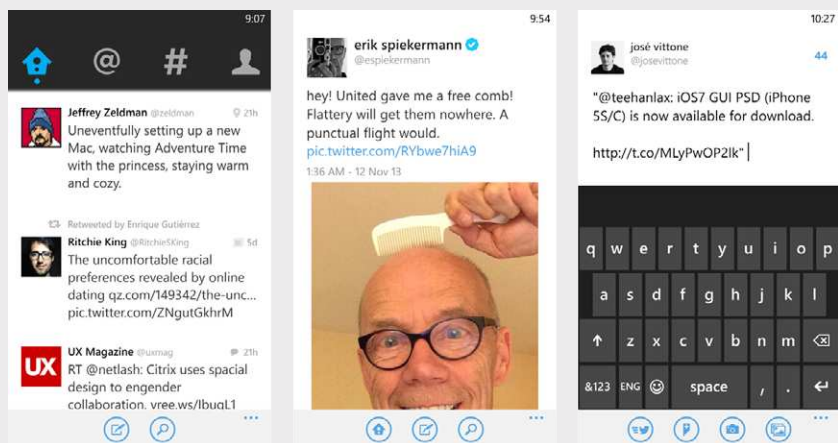 9:07
@ #
Jeffrey Zeldman @zeldman 21h
Uneventfully setting up a new
Mac, watching Adventure Time
with the princess, staying warm
and cozy.
Retweeted by Enrique Gutiérrez
Ritchie King @RitchieSKing 5d
The uncomfortable racial
preferences revealed by online
dating qz.com/149342/the-unc...
pic.twitter.com/ZNgutGkhrM
UX
UX Magazine @uxmag 21h
RT @netlash: Citrix uses spacial
design to engender
collaboration. vree.ws/IbugL1
...
9:54
erik spiekermann
@espiekermann
hey! United gave me a free comb!
Flattery will get them nowhere. A
punctual flight would.
pic.twitter.com/RYbwe7hiA9
1:36 AM - 12 Nov 13
...
10:27
josé vittone
@josevittone
44
"@teehanlax: iOS7 GUI PSD (iPhone
5S/C) is now available for download.
http://t.co/MLyPwOP2lk"
q w e r t y u i o p
a s d f g h j k l
z x c v b n m
&123 ENG space , .
...